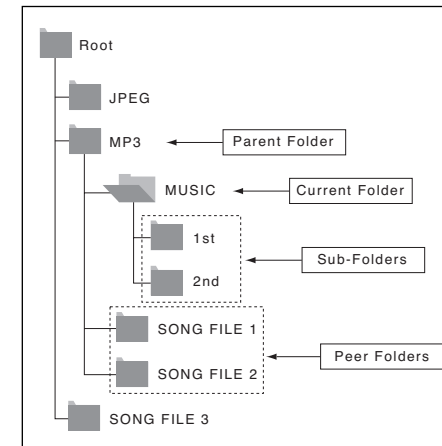 Root
JPEG
MP3
Parent Folder
MUSIC
Current Folder
1st
Sub-Folders
2nd
SONG FILE 1
Peer Folders
SONG FILE 2
SONG FILE 3